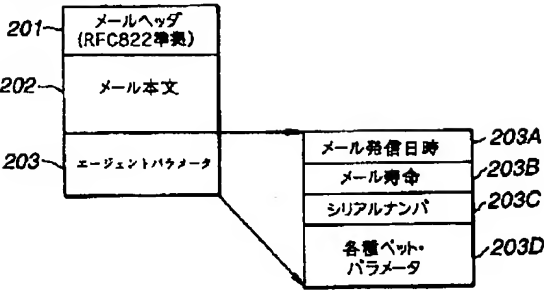 201
メールヘッダ
(RFC822準拠)
202
メール本文
203
エージェントパラメータ
メール発信日時
203A
メール寿命
203B
シリアルナンバ
203C
各種ペット・
パラメータ
203D